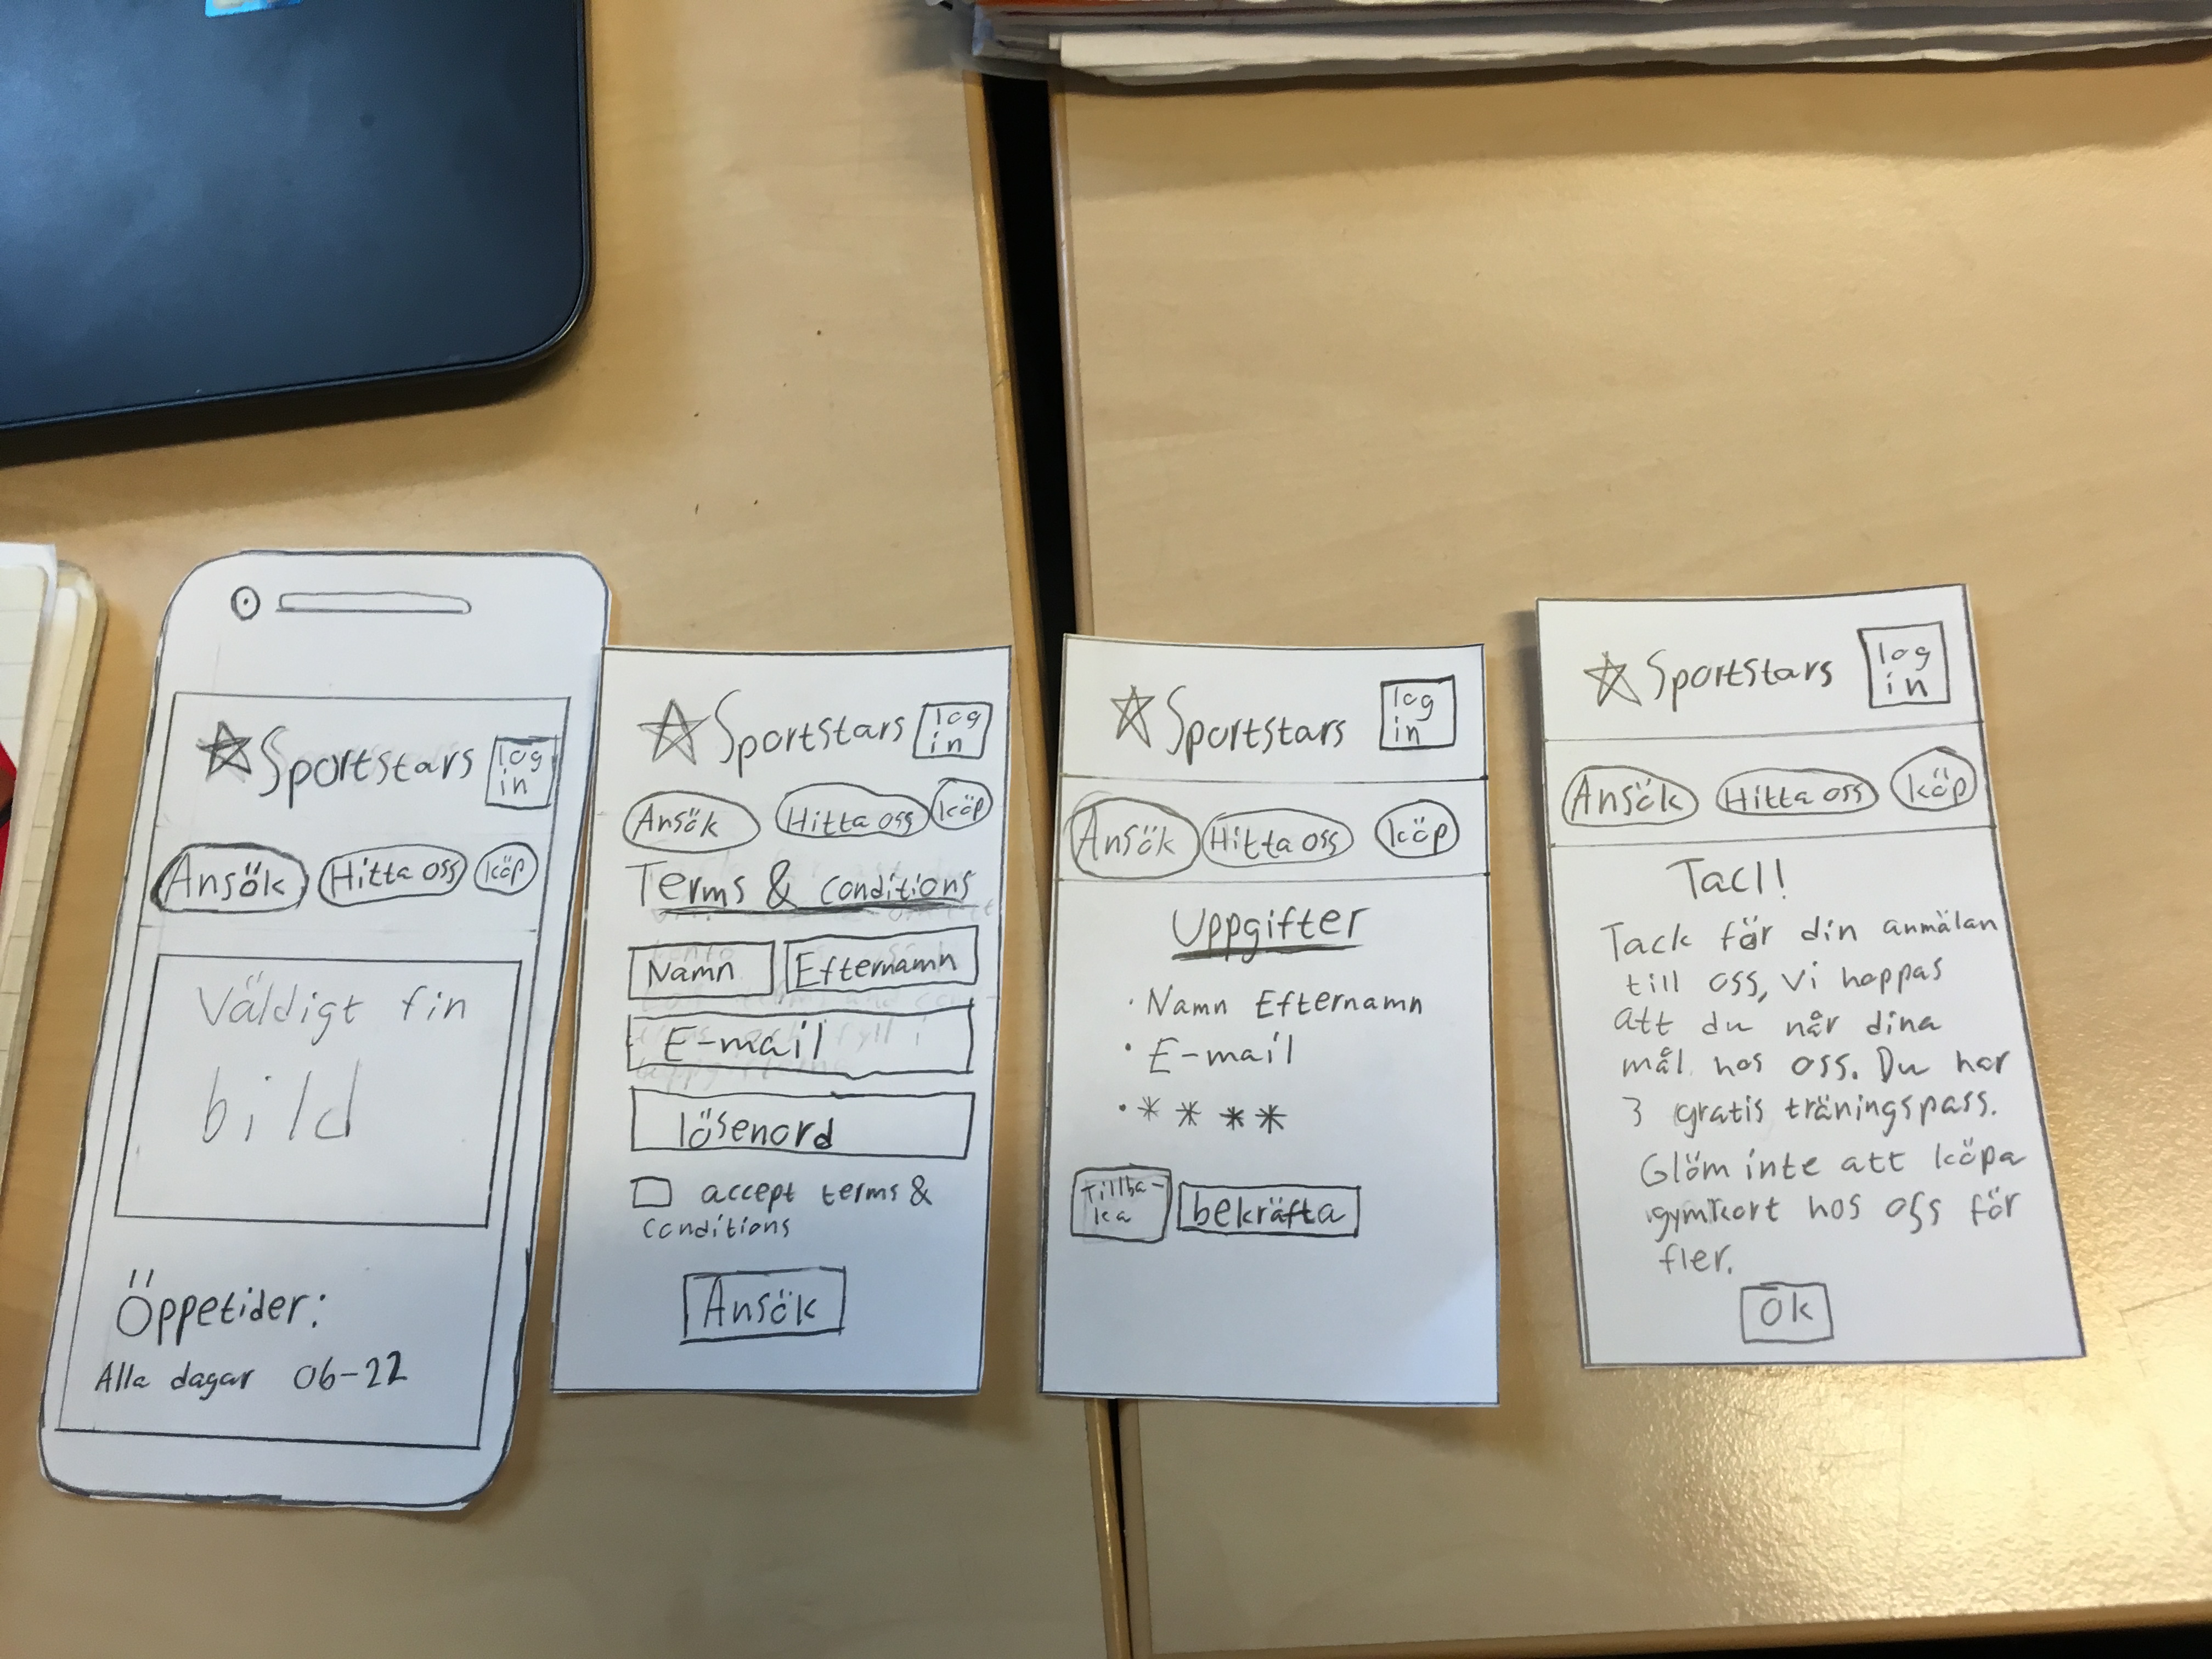 Sportstars
log
in
Ansök Hitta oss köp
Väldigt fin
bild
Öppetider:
Alla dagar 06-22
Sportstars
log
in
Ansök Hitta oss köp
Terms & conditions
Namn Efternamn
E-mail
lösenord
accept terms &
conditions
Ansök
Sportstars
log
in
Ansök Hitta oss köp
Uppgifter
· Namn Efternamn
· E-mail
· * * * *
Tillba-
ka
bekräfta
Sportstars
log
in
Ansök Hitta oss köp
Tack!
Tack för din anmälan
till oss, vi hoppas
att du når dina
mål hos oss. Du har
3 gratis träningspass.
Glöm inte att köpa
gymkort hos oss för
fler.
Ok